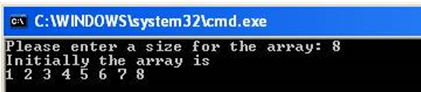 C:\WINDOWS\system32\cmd.exe
Please enter a size for the array: 8
Initially the array is
1 2 3 4 5 6 7 8